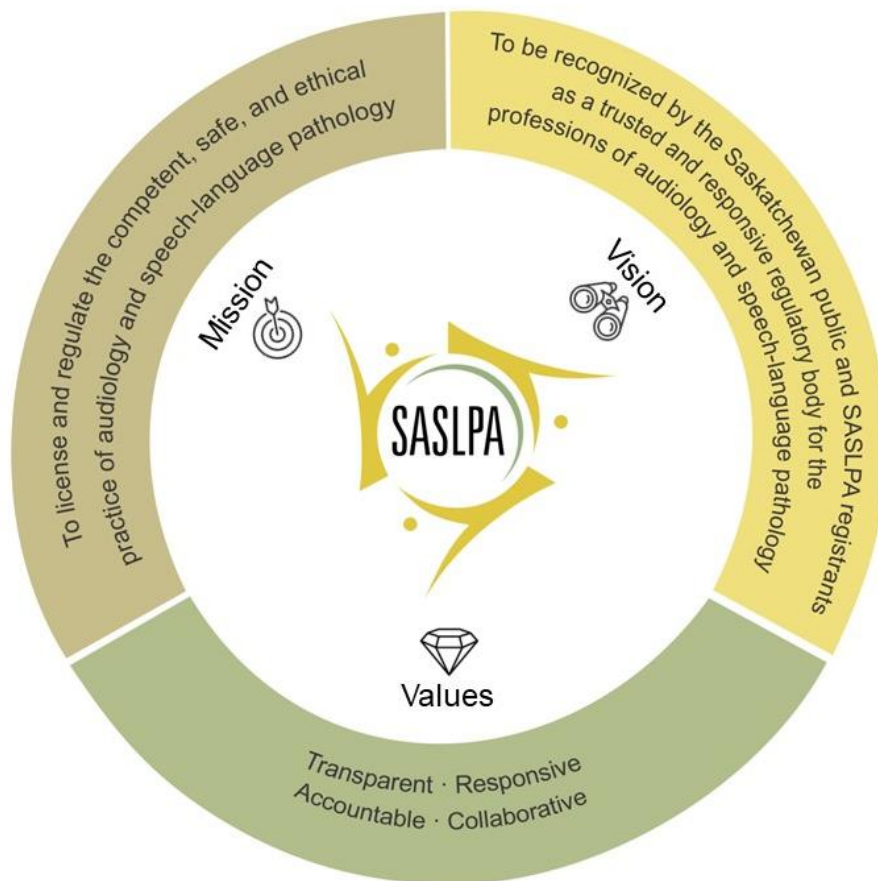 Mission
To license and regulate the competent, safe, and ethical
practice of audiology and speech-language pathology
Vision
To be recognized by the Saskatchewan public and SASLPA registrants
as a trusted and responsive regulatory body for the
professions of audiology and speech-language pathology
SASLPA
Values
Transparent · Responsive
Accountable · Collaborative